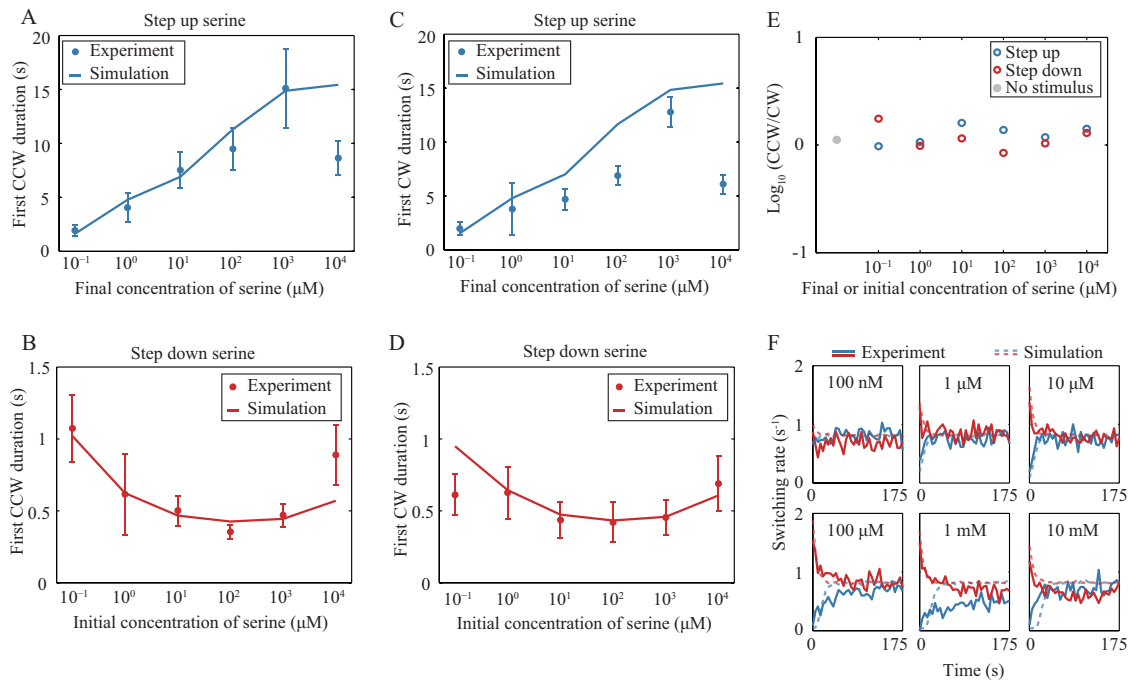 A
Step up serine
20
15
10
5
0
First CCW duration (s)
Experiment
Simulation
10⁻¹ 10⁰ 10¹ 10² 10³ 10⁴
Final concentration of serine (μM)
C
Step up serine
20
15
10
5
0
First CW duration (s)
Experiment
Simulation
10⁻¹ 10⁰ 10¹ 10² 10³ 10⁴
Final concentration of serine (μM)
E
1
0
-1
Log₁₀ (CCW/CW)
Step up
Step down
No stimulus
10⁻¹ 10⁰ 10¹ 10² 10³ 10⁴
Final or initial concentration of serine (μM)
B
Step down serine
1.5
1
0.5
0
First CCW duration (s)
Experiment
Simulation
10⁻¹ 10⁰ 10¹ 10² 10³ 10⁴
Initial concentration of serine (μM)
D
Step down serine
1.5
1
0.5
0
First CW duration (s)
Experiment
Simulation
10⁻¹ 10⁰ 10¹ 10² 10³ 10⁴
Initial concentration of serine (μM)
F
Experiment Simulation
Switching rate (s⁻¹)
2
1
0
100 nM 1 μM 10 μM
0 175 0 175 0 175
2
1
0
100 μM 1 mM 10 mM
0 175 0 175 0 175
Time (s)